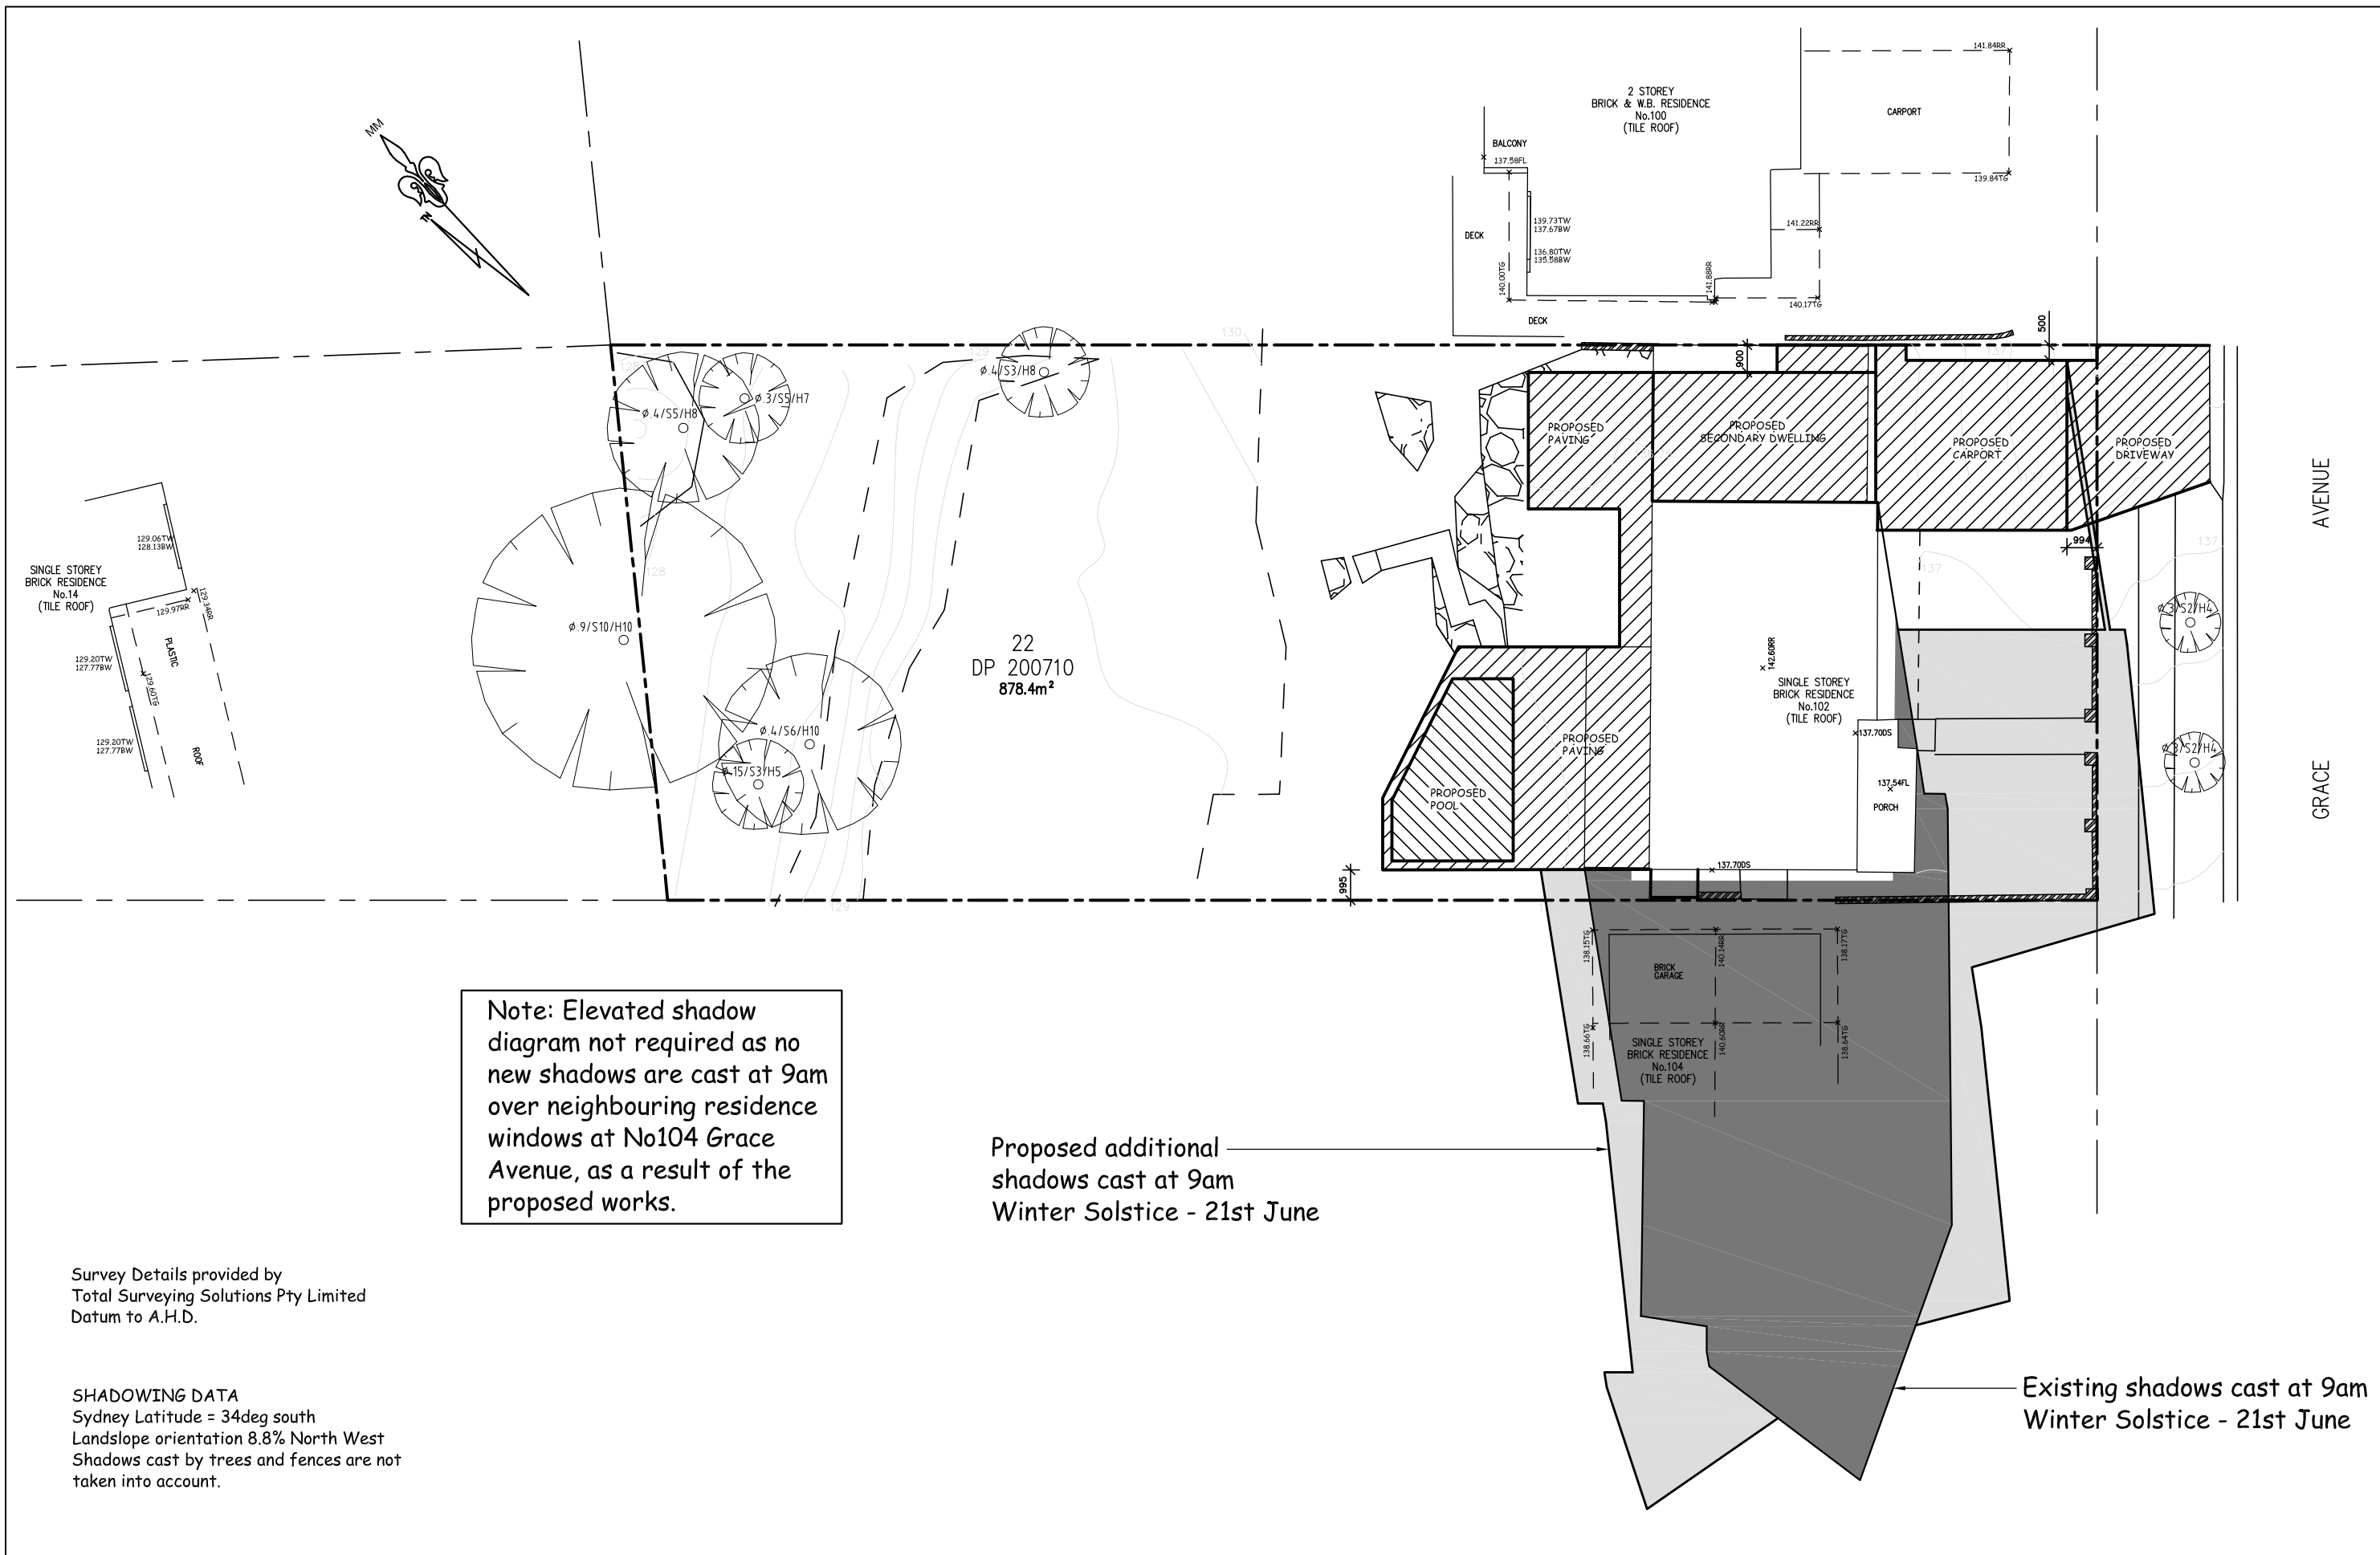 MM
TN
2 STOREY
BRICK & W.B. RESIDENCE
No.100
(TILE ROOF)
CARPORT
141.84RR
139.84TG
BALCONY
137.58FL
DECK
139.73TW
137.67BW
136.80TW
135.58BW
140.00TG
141.22RR
141.88RR
140.17TG
DECK
500
900
130
129
128
137
Ø.4/S3/H8
Ø.3/S5/H7
Ø.4/S5/H8
PROPOSED
PAVING
PROPOSED
SECONDARY DWELLING
PROPOSED
CARPORT
PROPOSED
DRIVEWAY
AVENUE
GRACE
994
137
137
129.06TW
128.13BW
SINGLE STOREY
BRICK RESIDENCE
No.14
(TILE ROOF)
129.97RR
129.34RR
PLASTIC
ROOF
129.20TW
127.77BW
129.60TG
129.20TW
127.77BW
128
Ø.9/S10/H10
Ø.4/S6/H10
Ø.15/S3/H5
22
DP 200710
878.4m²
Ø.3/S2/H4
Ø.3/S2/H4
142.60RR
SINGLE STOREY
BRICK RESIDENCE
No.102
(TILE ROOF)
137.70DS
137.54FL
PORCH
PROPOSED
PAVING
PROPOSED
POOL
137.70DS
995
129
138.15TG
140.14RR
138.17TG
BRICK
GARAGE
138.66TG
140.60RR
138.64TG
SINGLE STOREY
BRICK RESIDENCE
No.104
(TILE ROOF)
Note: Elevated shadow
diagram not required as no
new shadows are cast at 9am
over neighbouring residence
windows at No104 Grace
Avenue, as a result of the
proposed works.
Proposed additional
shadows cast at 9am
Winter Solstice - 21st June
Existing shadows cast at 9am
Winter Solstice - 21st June
Survey Details provided by
Total Surveying Solutions Pty Limited
Datum to A.H.D.
SHADOWING DATA
Sydney Latitude = 34deg south
Landslope orientation 8.8% North West
Shadows cast by trees and fences are not
taken into account.